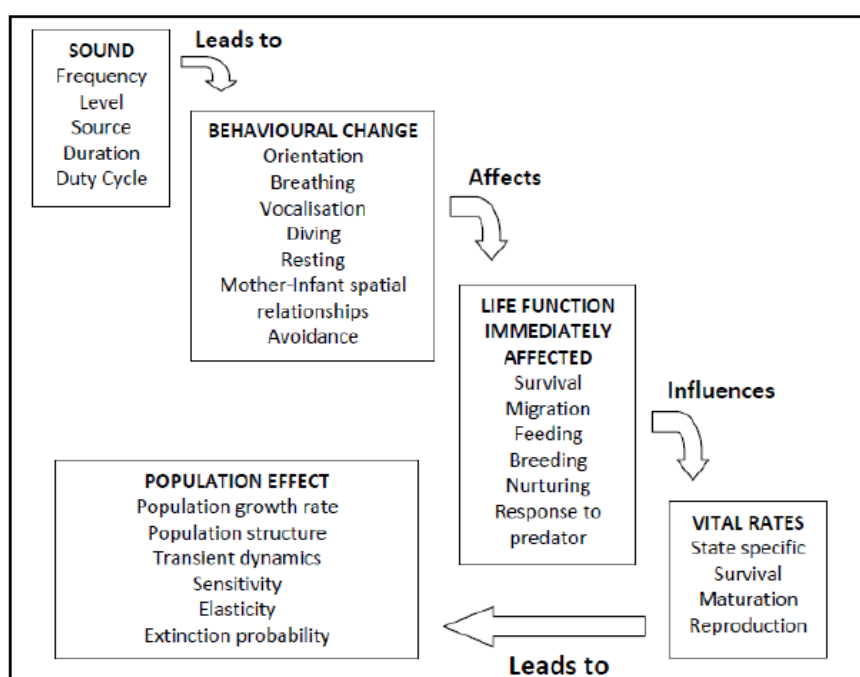 SOUND
Frequency
Level
Source
Duration
Duty Cycle
Leads to
BEHAVIOURAL CHANGE
Orientation
Breathing
Vocalisation
Diving
Resting
Mother-Infant spatial
relationships
Avoidance
Affects
LIFE FUNCTION
IMMEDIATELY
AFFECTED
Survival
Migration
Feeding
Breeding
Nurturing
Response to
predator
Influences
VITAL RATES
State specific
Survival
Maturation
Reproduction
Leads to
POPULATION EFFECT
Population growth rate
Population structure
Transient dynamics
Sensitivity
Elasticity
Extinction probability